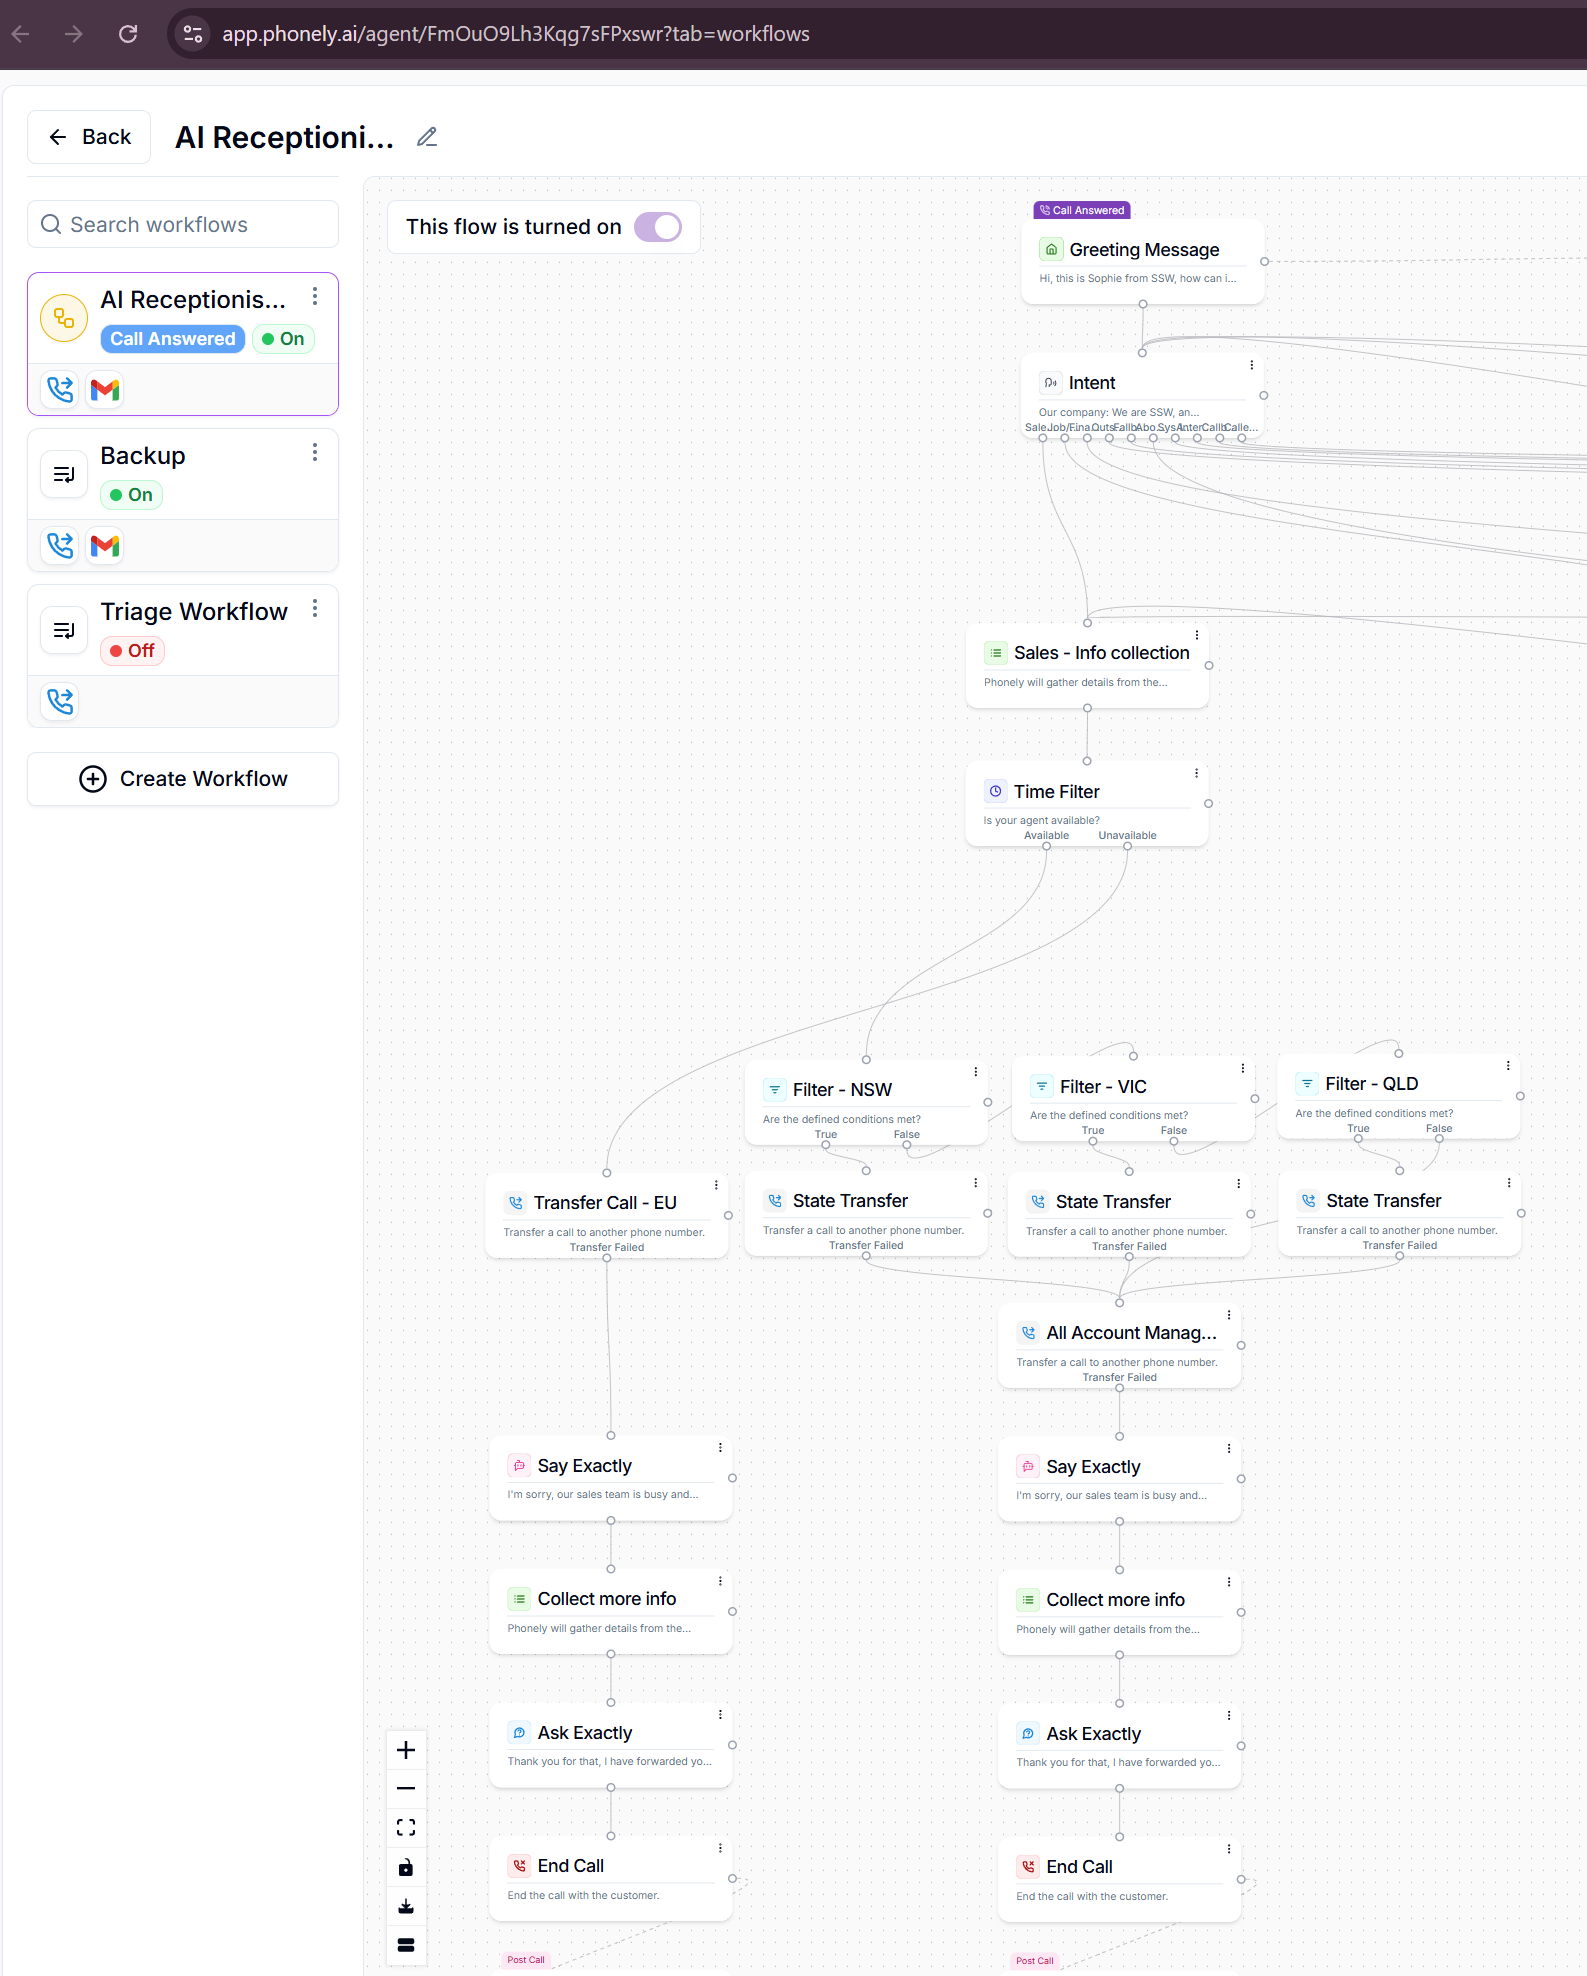 app.phonely.ai/agent/FmOuO9Lh3Kqg7sFPxswr?tab=workflows
Back
AI Receptioni...
Search workflows
This flow is turned on
AI Receptionis...
Call Answered
On
Backup
On
Triage Workflow
Off
Create Workflow
Call Answered
Greeting Message
Hi, this is Sophie from SSW, how can i...
Intent
Our company: We are SSW, an...
Sale...
Job/...
Fina...
Outs...
Fallb...
Abo...
Sys...
Inter...
Callb...
Calle...
Sales - Info collection
Phonely will gather details from the...
Time Filter
Is your agent available?
Available
Unavailable
Filter - NSW
Are the defined conditions met?
True
False
Filter - VIC
Are the defined conditions met?
True
False
Filter - QLD
Are the defined conditions met?
True
False
Transfer Call - EU
Transfer a call to another phone number.
Transfer Failed
State Transfer
Transfer a call to another phone number.
Transfer Failed
State Transfer
Transfer a call to another phone number.
Transfer Failed
State Transfer
Transfer a call to another phone number.
Transfer Failed
All Account Manag...
Transfer a call to another phone number.
Transfer Failed
Say Exactly
I'm sorry, our sales team is busy and...
Say Exactly
I'm sorry, our sales team is busy and...
Collect more info
Phonely will gather details from the...
Collect more info
Phonely will gather details from the...
Ask Exactly
Thank you for that, I have forwarded yo...
Ask Exactly
Thank you for that, I have forwarded yo...
End Call
End the call with the customer.
End Call
End the call with the customer.
Post Call
Post Call